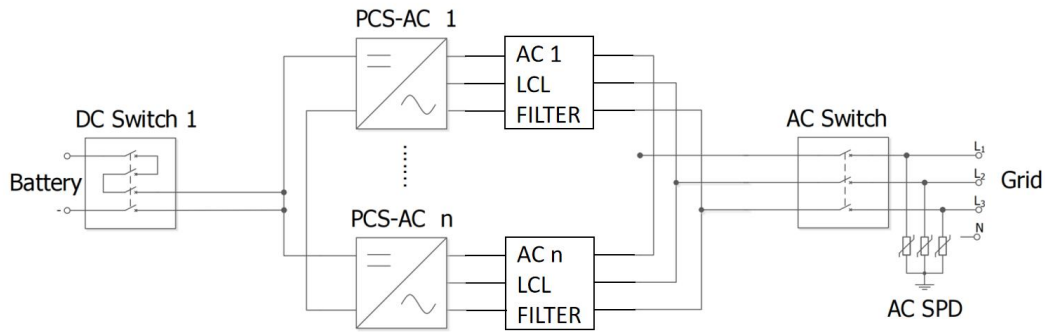 PCS-AC 1
AC 1
LCL
FILTER
DC Switch 1
Battery
-
AC Switch
L1
L2
L3
N
Grid
PCS-AC n
AC n
LCL
FILTER
AC SPD